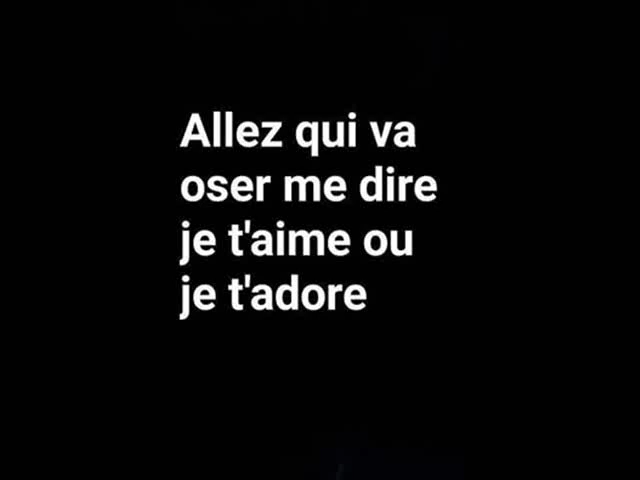 Allez qui va
oser me dire
je t'aime ou
je t'adore